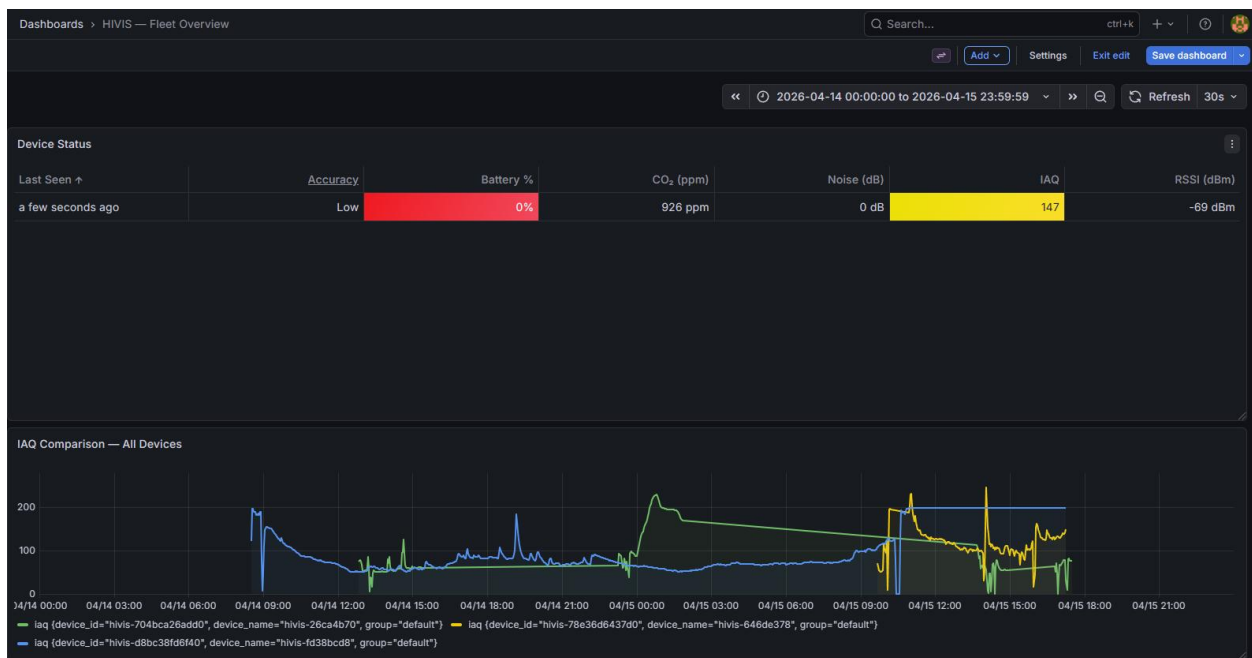 Dashboards › HIVIS — Fleet Overview Search... ctrl+k
Add Settings Exit edit Save dashboard
2026-04-14 00:00:00 to 2026-04-15 23:59:59 Refresh 30s
Device Status
Last Seen ↑ Accuracy Battery % CO₂ (ppm) Noise (dB) IAQ RSSI (dBm)
a few seconds ago Low 0% 926 ppm 0 dB 147 -69 dBm
IAQ Comparison — All Devices
200
100
0
04/14 00:00 04/14 03:00 04/14 06:00 04/14 09:00 04/14 12:00 04/14 15:00 04/14 18:00 04/14 21:00 04/15 00:00 04/15 03:00 04/15 06:00 04/15 09:00 04/15 12:00 04/15 15:00 04/15 18:00 04/15 21:00
iaq {device_id="hivis-704bca26add0", device_name="hivis-26ca4b70", group="default"} iaq {device_id="hivis-78e36d6437d0", device_name="hivis-646de378", group="default"}
iaq {device_id="hivis-d8bc38fd6f40", device_name="hivis-fd38bcd8", group="default"}